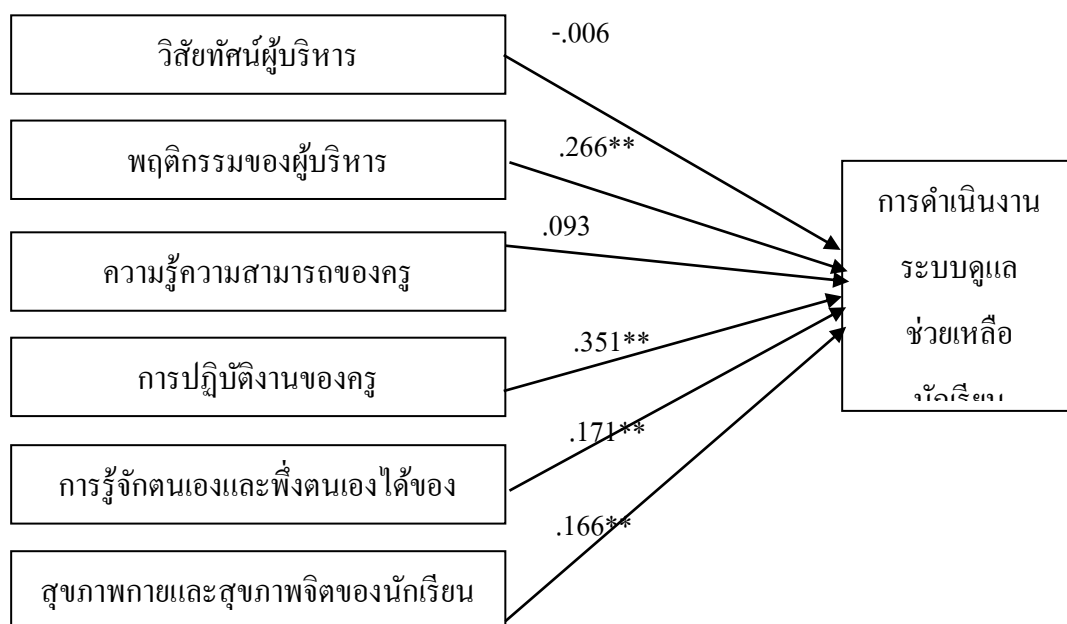 วิสัยทัศน์ผู้บริหาร
-.006
พฤติกรรมของผู้บริหาร
.266**
ความรู้ความสามารถของครู
.093
การปฏิบัติงานของครู
.351**
การรู้จักตนเองและพึ่งตนเองได้ของ
.171**
สุขภาพกายและสุขภาพจิตของนักเรียน
.166**
การดำเนินงาน
ระบบดูแล
ช่วยเหลือ
นักเรียน